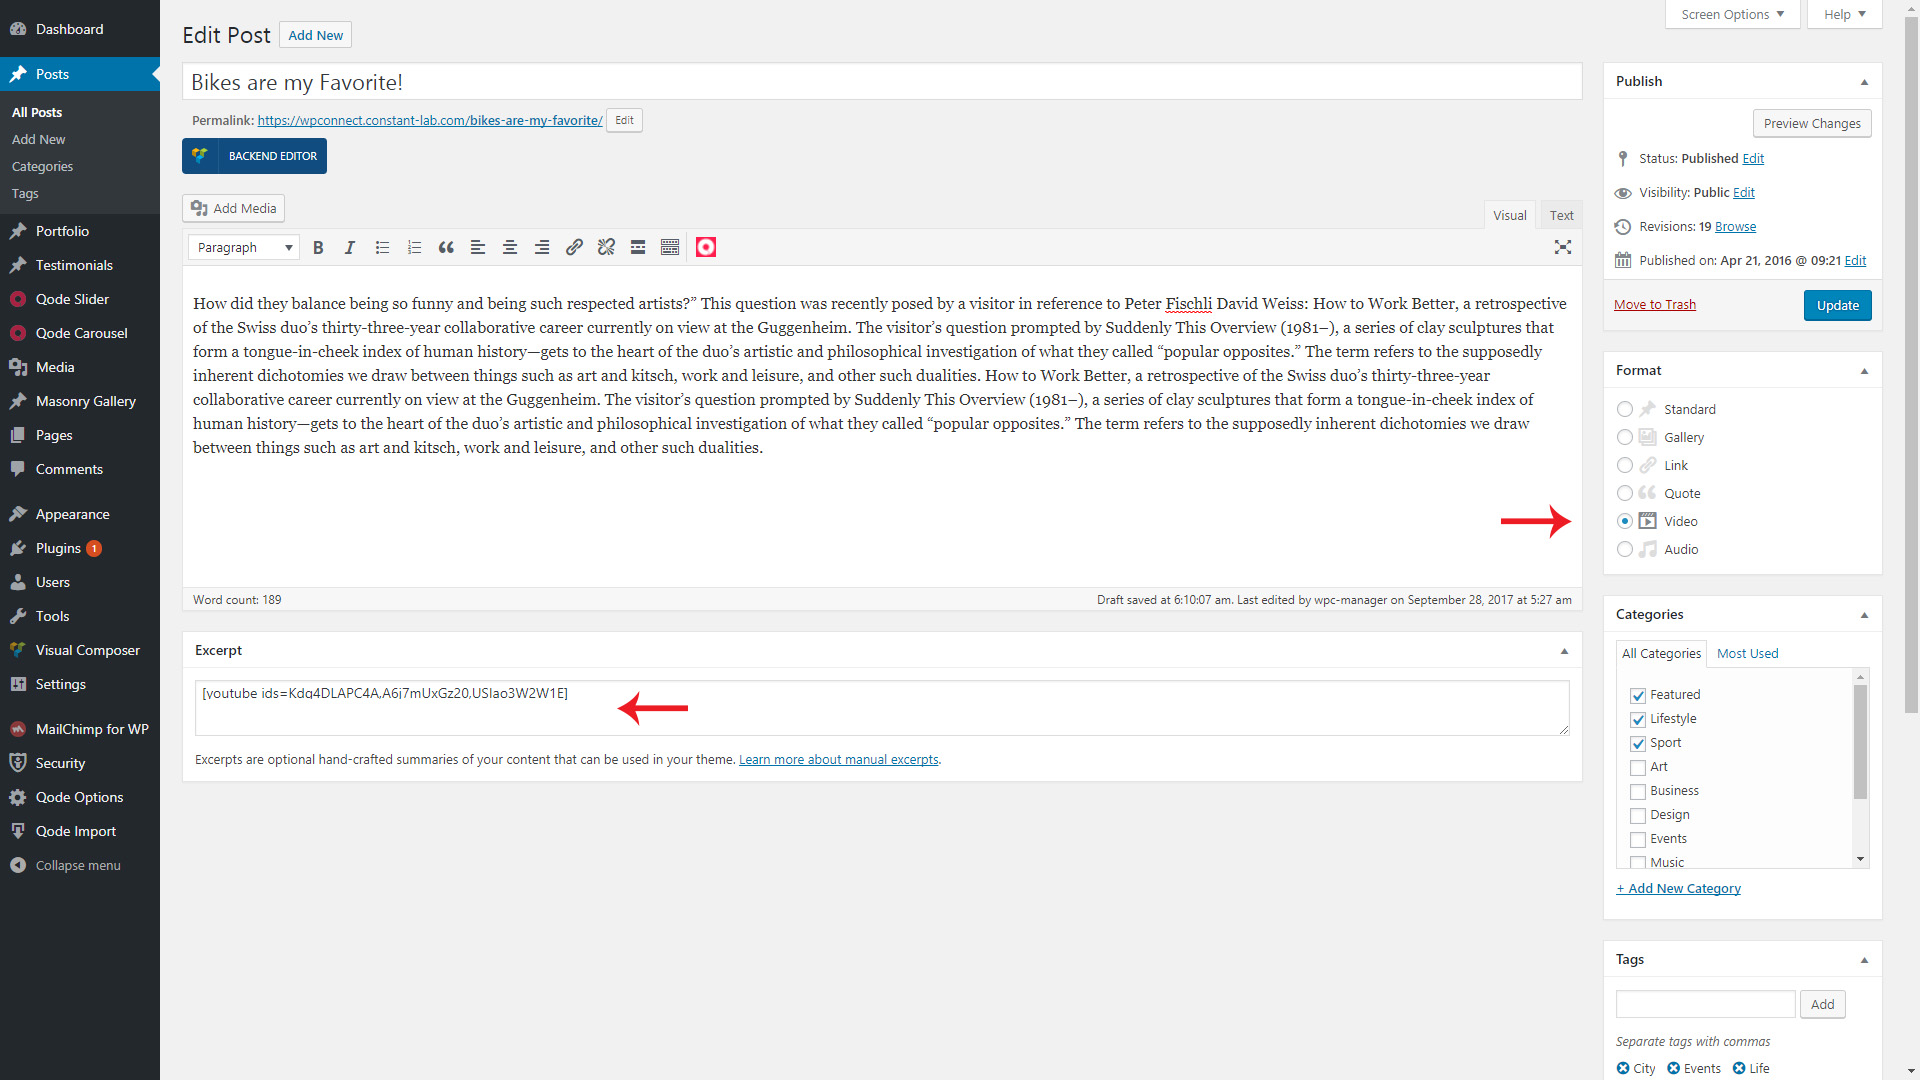 Dashboard
Posts
All Posts
Add New
Categories
Tags
Portfolio
Testimonials
Qode Slider
Qode Carousel
Media
Masonry Gallery
Pages
Comments
Appearance
Plugins 1
Users
Tools
Visual Composer
Settings
MailChimp for WP
Security
Qode Options
Qode Import
Collapse menu
Screen Options
Help
Edit Post Add New
Bikes are my Favorite!
Permalink: https://wpconnect.constant-lab.com/bikes-are-my-favorite/ Edit
BACKEND EDITOR
Add Media
Visual Text
Paragraph B I
How did they balance being so funny and being such respected artists?” This question was recently posed by a visitor in reference to Peter Fischli David Weiss: How to Work Better, a retrospective
of the Swiss duo’s thirty-three-year collaborative career currently on view at the Guggenheim. The visitor’s question prompted by Suddenly This Overview (1981–), a series of clay sculptures that
form a tongue-in-cheek index of human history—gets to the heart of the duo’s artistic and philosophical investigation of what they called “popular opposites.” The term refers to the supposedly
inherent dichotomies we draw between things such as art and kitsch, work and leisure, and other such dualities. How to Work Better, a retrospective of the Swiss duo’s thirty-three-year
collaborative career currently on view at the Guggenheim. The visitor’s question prompted by Suddenly This Overview (1981–), a series of clay sculptures that form a tongue-in-cheek index of
human history—gets to the heart of the duo’s artistic and philosophical investigation of what they called “popular opposites.” The term refers to the supposedly inherent dichotomies we draw
between things such as art and kitsch, work and leisure, and other such dualities.
Word count: 189
Draft saved at 6:10:07 am. Last edited by wpc-manager on September 28, 2017 at 5:27 am
Excerpt
[youtube ids=Kdq4DLAPC4A,A6j7mUxGz20,USIao3W2W1E]
Excerpts are optional hand-crafted summaries of your content that can be used in your theme. Learn more about manual excerpts.
Publish
Preview Changes
Status: Published Edit
Visibility: Public Edit
Revisions: 19 Browse
Published on: Apr 21, 2016 @ 09:21 Edit
Move to Trash Update
Format
Standard
Gallery
Link
Quote
Video
Audio
Categories
All Categories Most Used
Featured
Lifestyle
Sport
Art
Business
Design
Events
Music
+ Add New Category
Tags
Add
Separate tags with commas
City Events Life